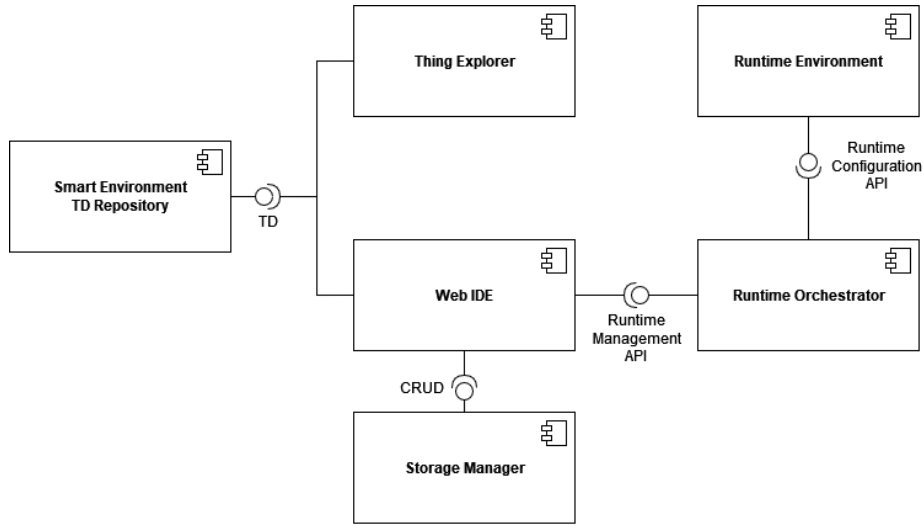 Thing Explorer
Runtime Environment
Smart Environment
TD Repository
TD
Runtime
Configuration
API
Web IDE
Runtime
Management
API
Runtime Orchestrator
CRUD
Storage Manager